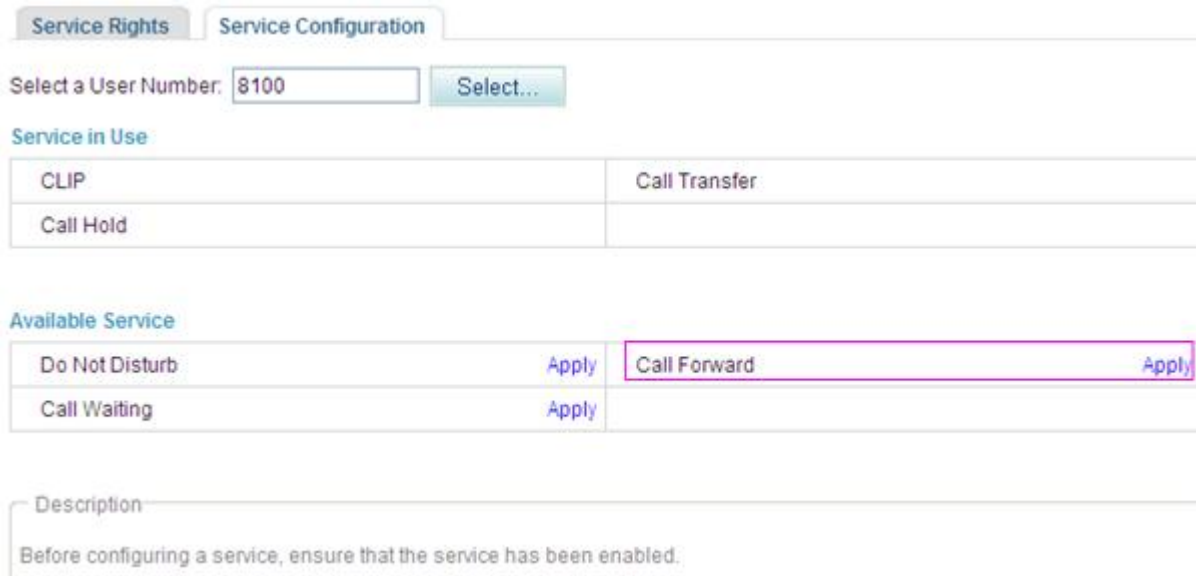 Service Rights Service Configuration
Select a User Number: 8100 Select...
Service in Use
CLIP Call Transfer
Call Hold
Available Service
Do Not Disturb Apply Call Forward Apply
Call Waiting Apply
Description
Before configuring a service, ensure that the service has been enabled.